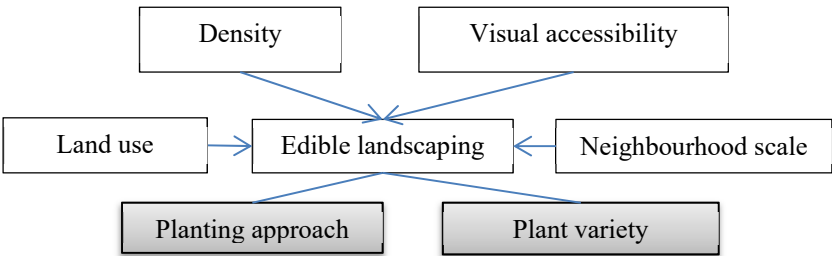 Density
Visual accessibility
Land use
Edible landscaping
Neighbourhood scale
Planting approach
Plant variety